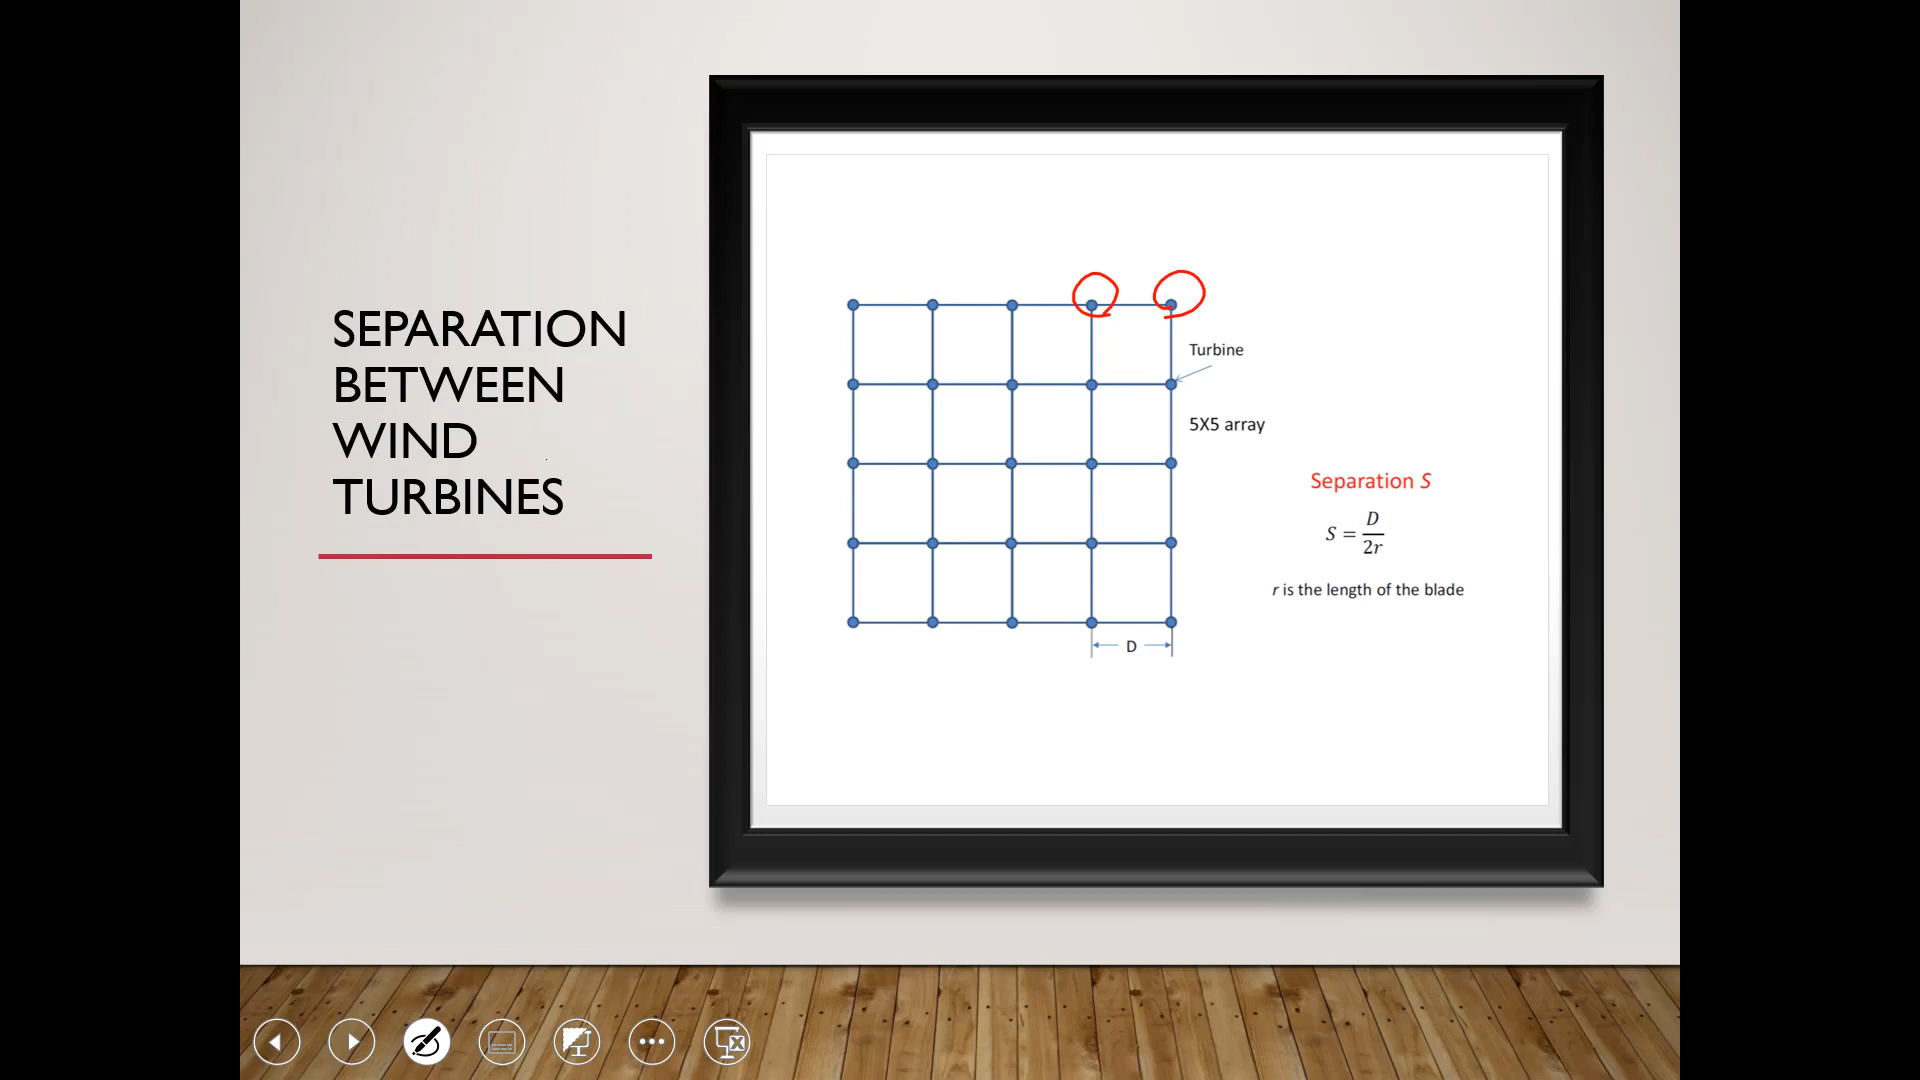 SEPARATION
BETWEEN
WIND
TURBINES
Turbine
5X5 array
Separation S
S = D/2r
r is the length of the blade
D